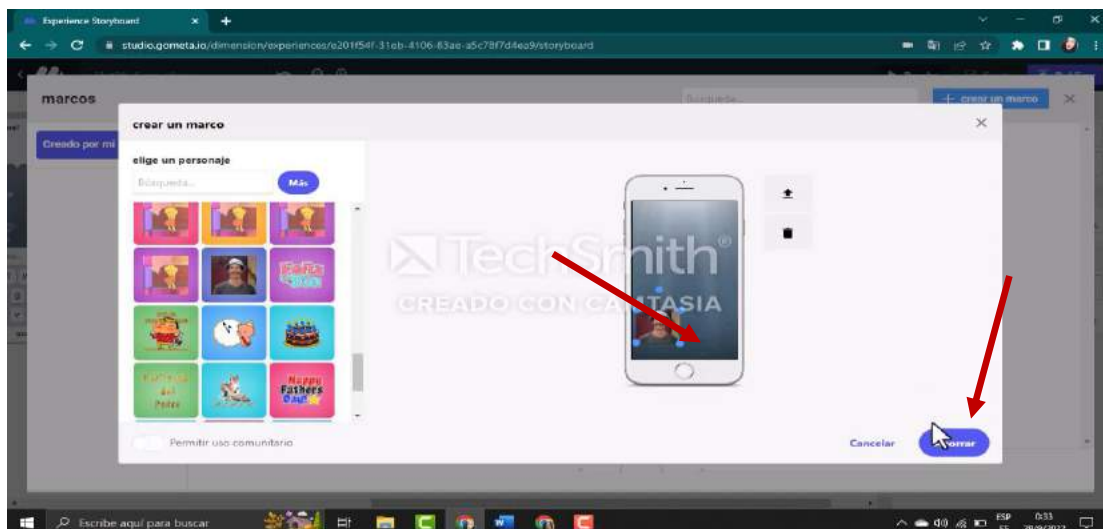 Experience Storyboard
studio.gometa.io/dimension/experiences/e201f54f-31eb-4106-83ae-a5c78f7d4ea9/storyboard
marcos
Búsqueda...
+ crear un marco
Creado por mi
crear un marco
elige un personaje
Búsqueda...
Más
Happy
Fathers
Day!
TechSmith®
CREADO CON CAMTASIA
Permitir uso comunitario
Cancelar
Escribe aquí para buscar
ESP
0:33